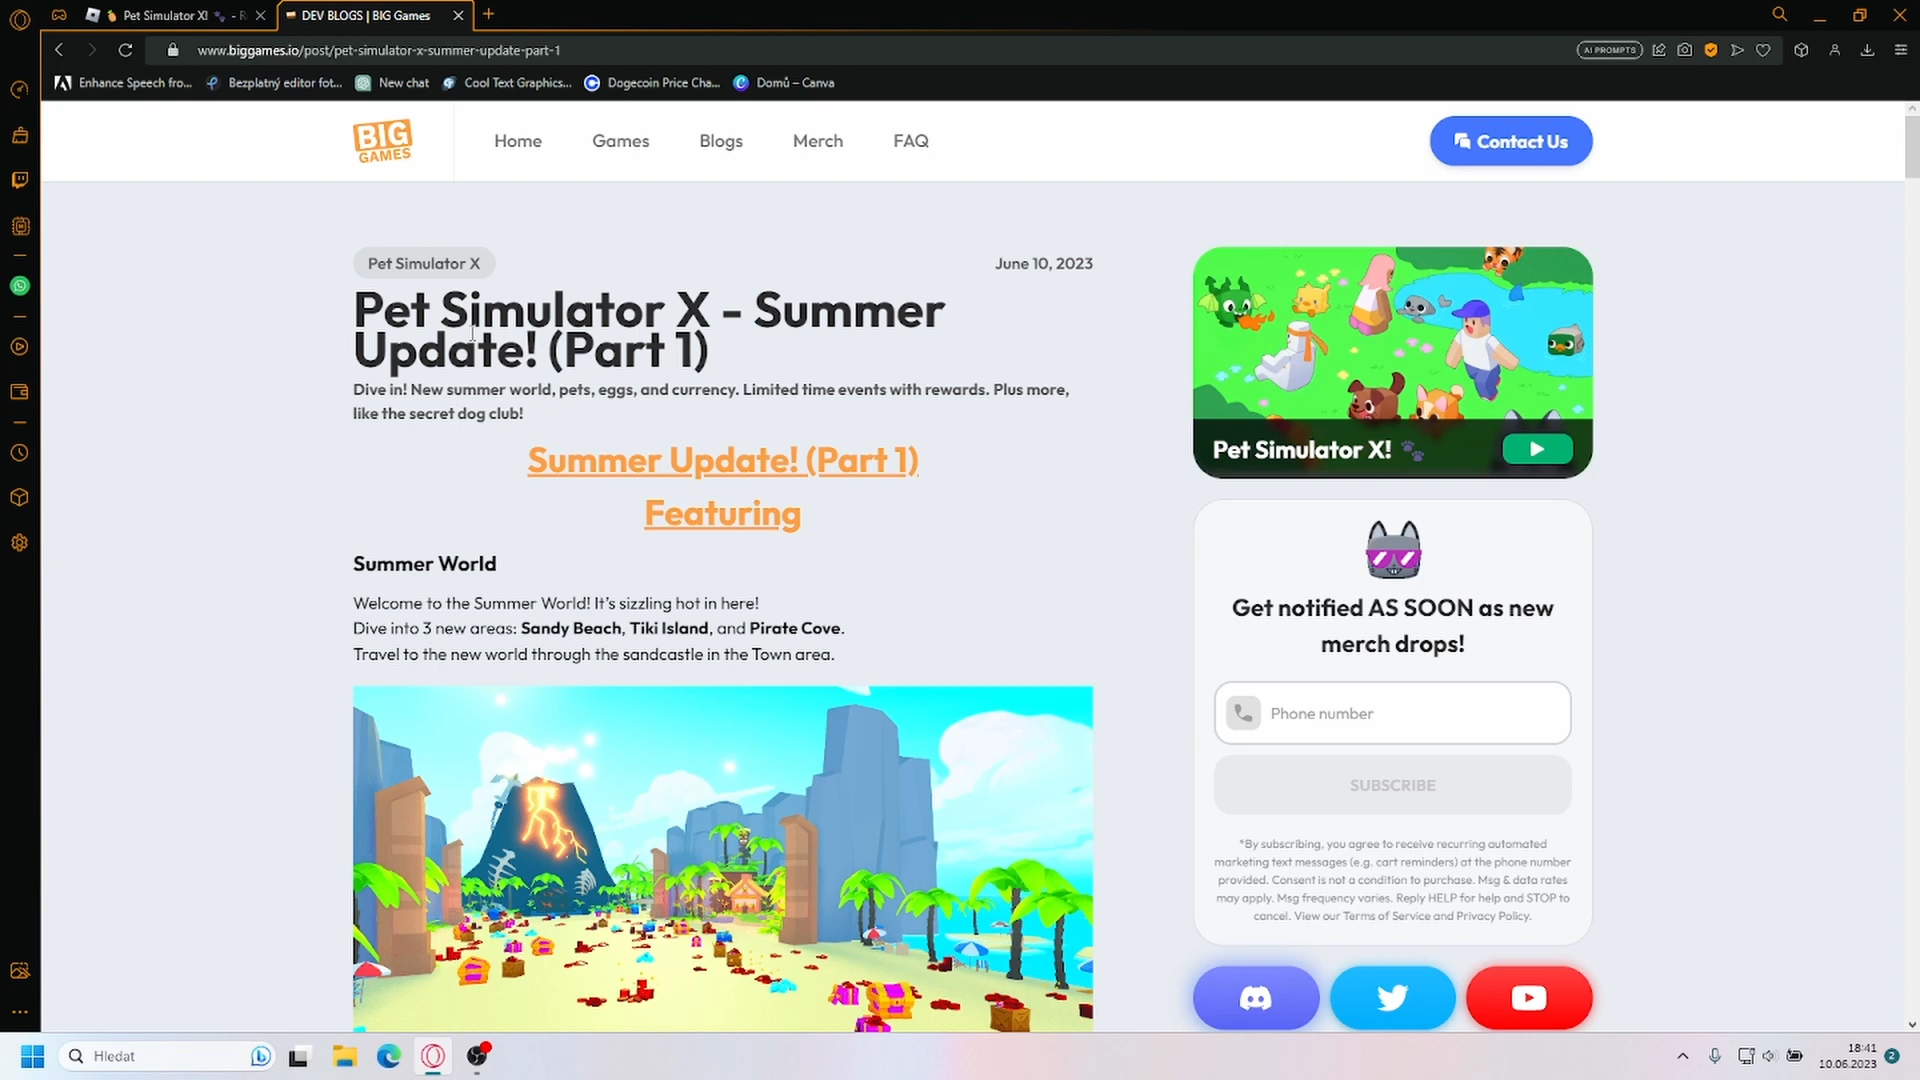 Pet Simulator X!
DEV BLOGS | BIG Games
www.biggames.io/post/pet-simulator-x-summer-update-part-1
AI PROMPTS
Enhance Speech fro...
Bezplatný editor fot...
New chat
Cool Text Graphics...
Dogecoin Price Cha...
Domů – Canva
BIG
GAMES
Home
Games
Blogs
Merch
FAQ
Contact Us
Pet Simulator X
June 10, 2023
Pet Simulator X - Summer
Update! (Part 1)
Dive in! New summer world, pets, eggs, and currency. Limited time events with rewards. Plus more,
like the secret dog club!
Summer Update! (Part 1)
Featuring
Summer World
Welcome to the Summer World! It's sizzling hot in here!
Dive into 3 new areas: Sandy Beach, Tiki Island, and Pirate Cove.
Travel to the new world through the sandcastle in the Town area.
Pet Simulator X!
Get notified AS SOON as new
merch drops!
Phone number
SUBSCRIBE
*By subscribing, you agree to receive recurring automated
marketing text messages (e.g. cart reminders) at the phone number
provided. Consent is not a condition to purchase. Msg & data rates
may apply. Msg frequency varies. Reply HELP for help and STOP to
cancel. View our Terms of Service and Privacy Policy.
Hledat
18:41
10.06.2023
2